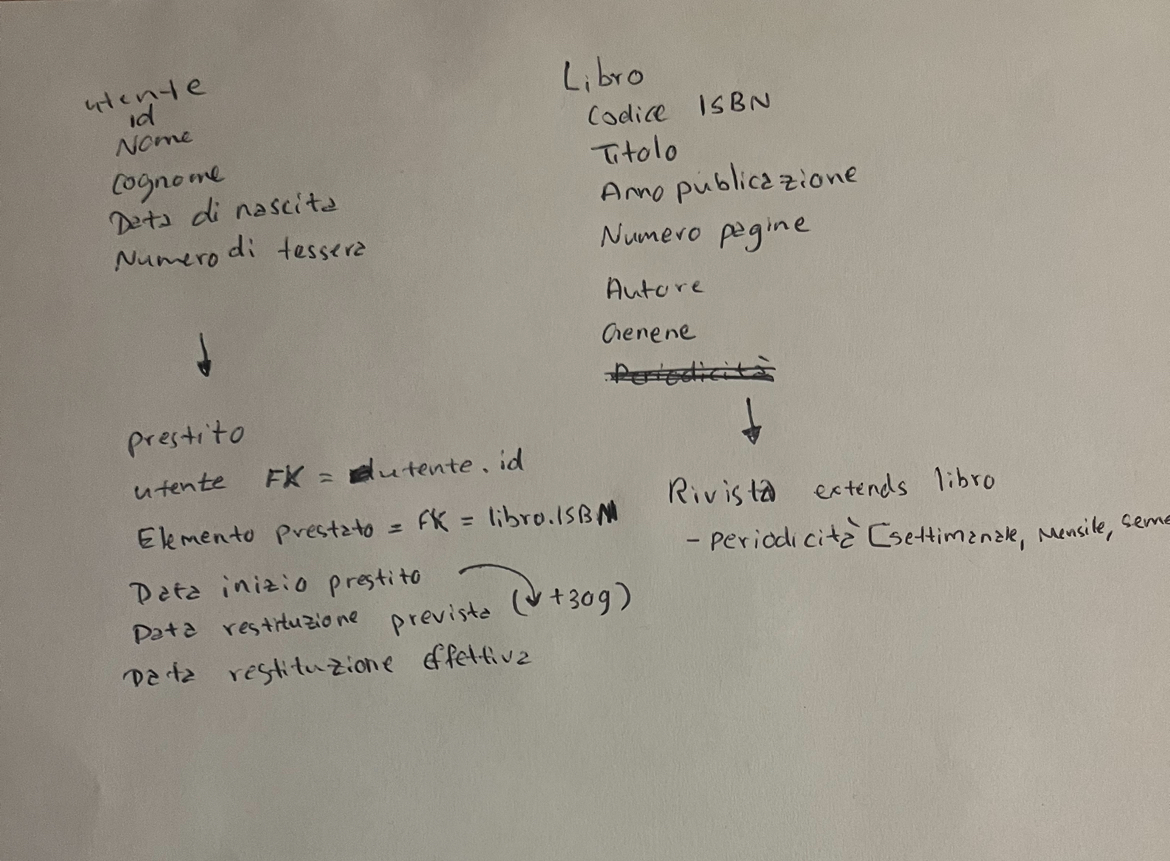 utente
id
Nome
Cognome
Data di nascita
Numero di tessera
Libro
Codice ISBN
Titolo
Anno publicazione
Numero pagine
Autore
Genene
Periodicità
prestito
utente FK = utente.id
Elemento prestato = FK = libro.ISBN
Data inizio prestito
Data restituzione prevista (+30g)
Data restituzione effettiva
Rivista extends libro
- periodicità [settimanale, Mensile, seme